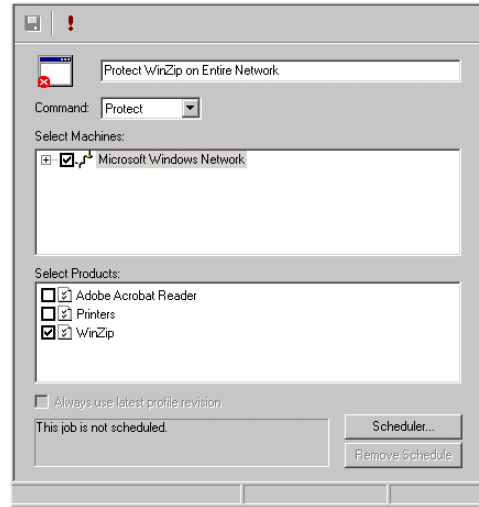 Protect WinZip on Entire Network
Command: Protect
Select Machines:
Microsoft Windows Network
Select Products:
Adobe Acrobat Reader
Printers
WinZip
Always use latest profile revision
This job is not scheduled.
Scheduler...
Remove Schedule